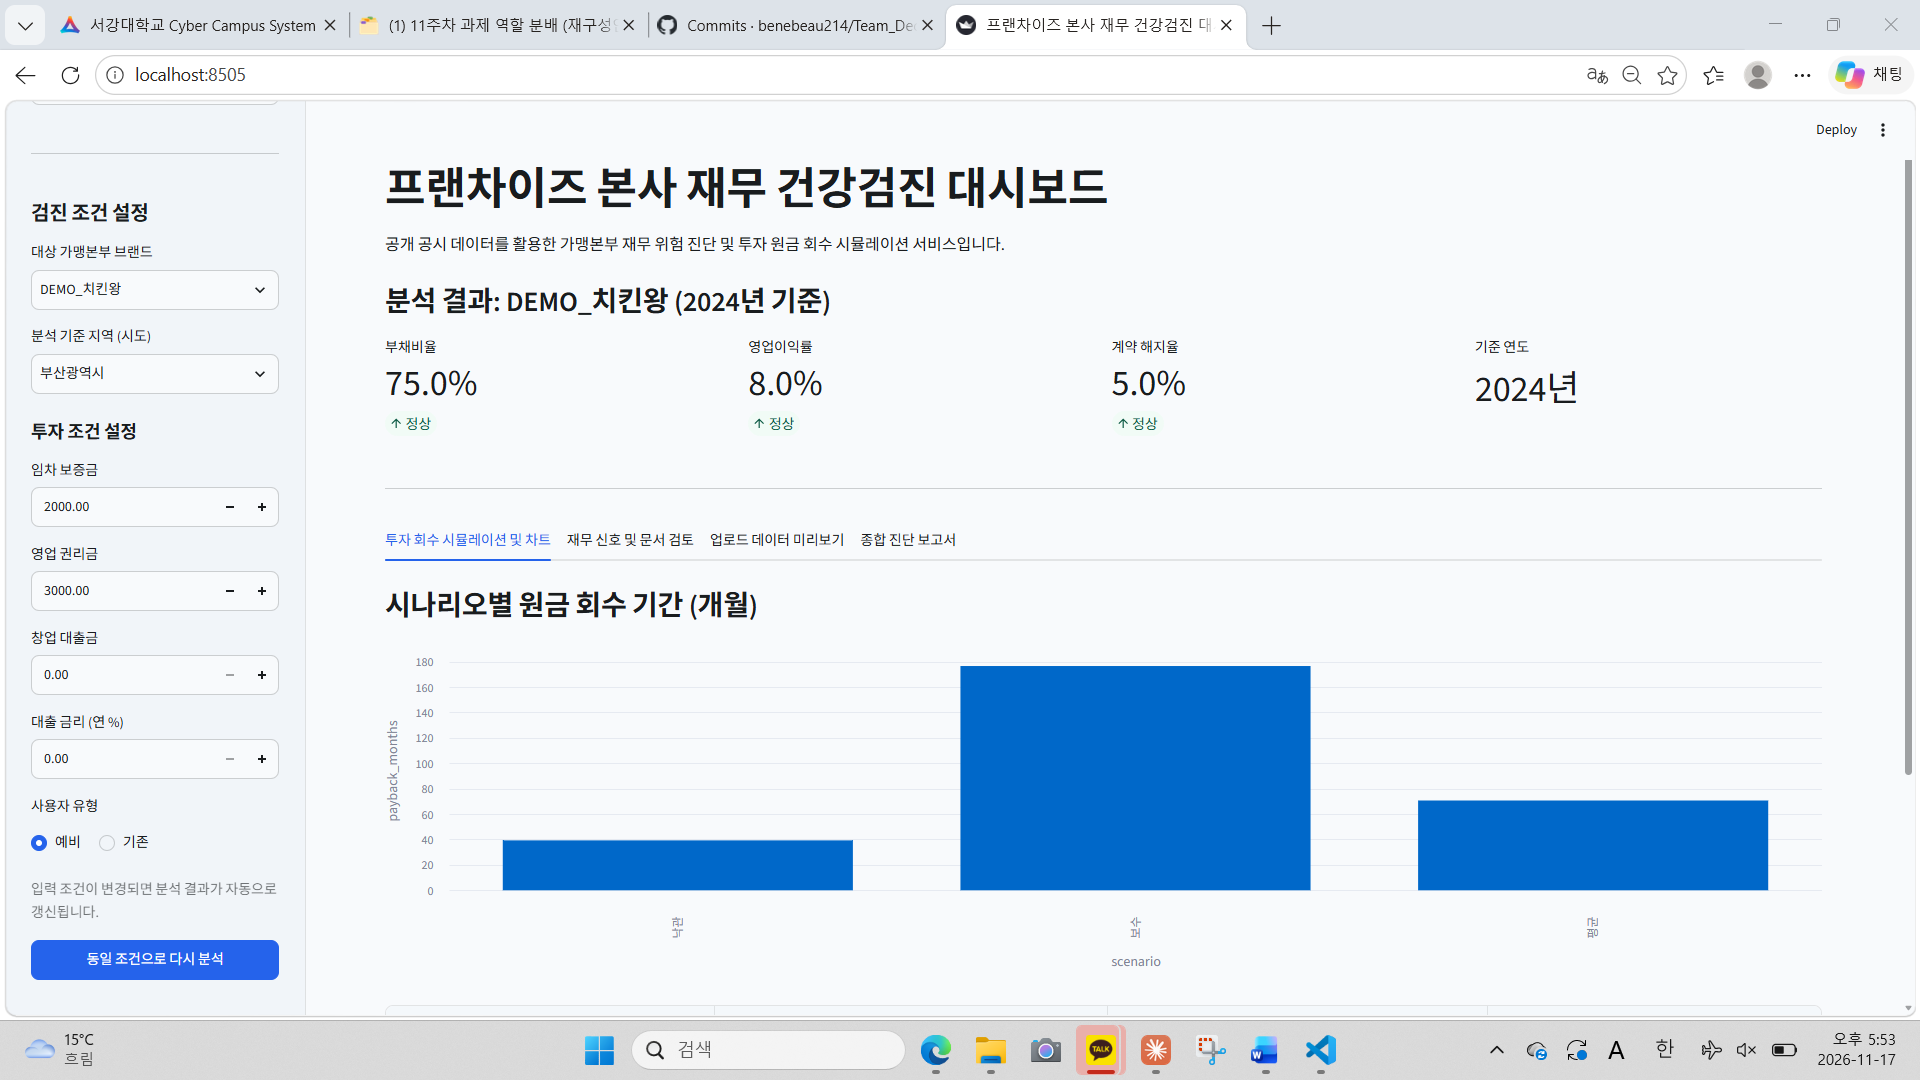 서강대학교 Cyber Campus System
(1) 11주차 과제 역할 분배 (재구성
Commits · benebeau214/Team_De
프랜차이즈 본사 재무 건강검진 대
localhost:8505
채팅
Deploy
검진 조건 설정
대상 가맹본부 브랜드
DEMO_치킨왕
분석 기준 지역 (시도)
부산광역시
투자 조건 설정
임차 보증금
2000.00
영업 권리금
3000.00
창업 대출금
0.00
대출 금리 (연 %)
0.00
사용자 유형
예비
기존
입력 조건이 변경되면 분석 결과가 자동으로
갱신됩니다.
동일 조건으로 다시 분석
프랜차이즈 본사 재무 건강검진 대시보드
공개 공시 데이터를 활용한 가맹본부 재무 위험 진단 및 투자 원금 회수 시뮬레이션 서비스입니다.
분석 결과: DEMO_치킨왕 (2024년 기준)
부채비율
75.0%
↑ 정상
영업이익률
8.0%
↑ 정상
계약 해지율
5.0%
↑ 정상
기준 연도
2024년
투자 회수 시뮬레이션 및 차트
재무 신호 및 문서 검토
업로드 데이터 미리보기
종합 진단 보고서
시나리오별 원금 회수 기간 (개월)
payback_months
180
160
140
120
100
80
60
40
20
0
낙관
보수
평균
scenario
15°C
흐림
검색
TALK
W
A
한
오후 5:53
2026-11-17